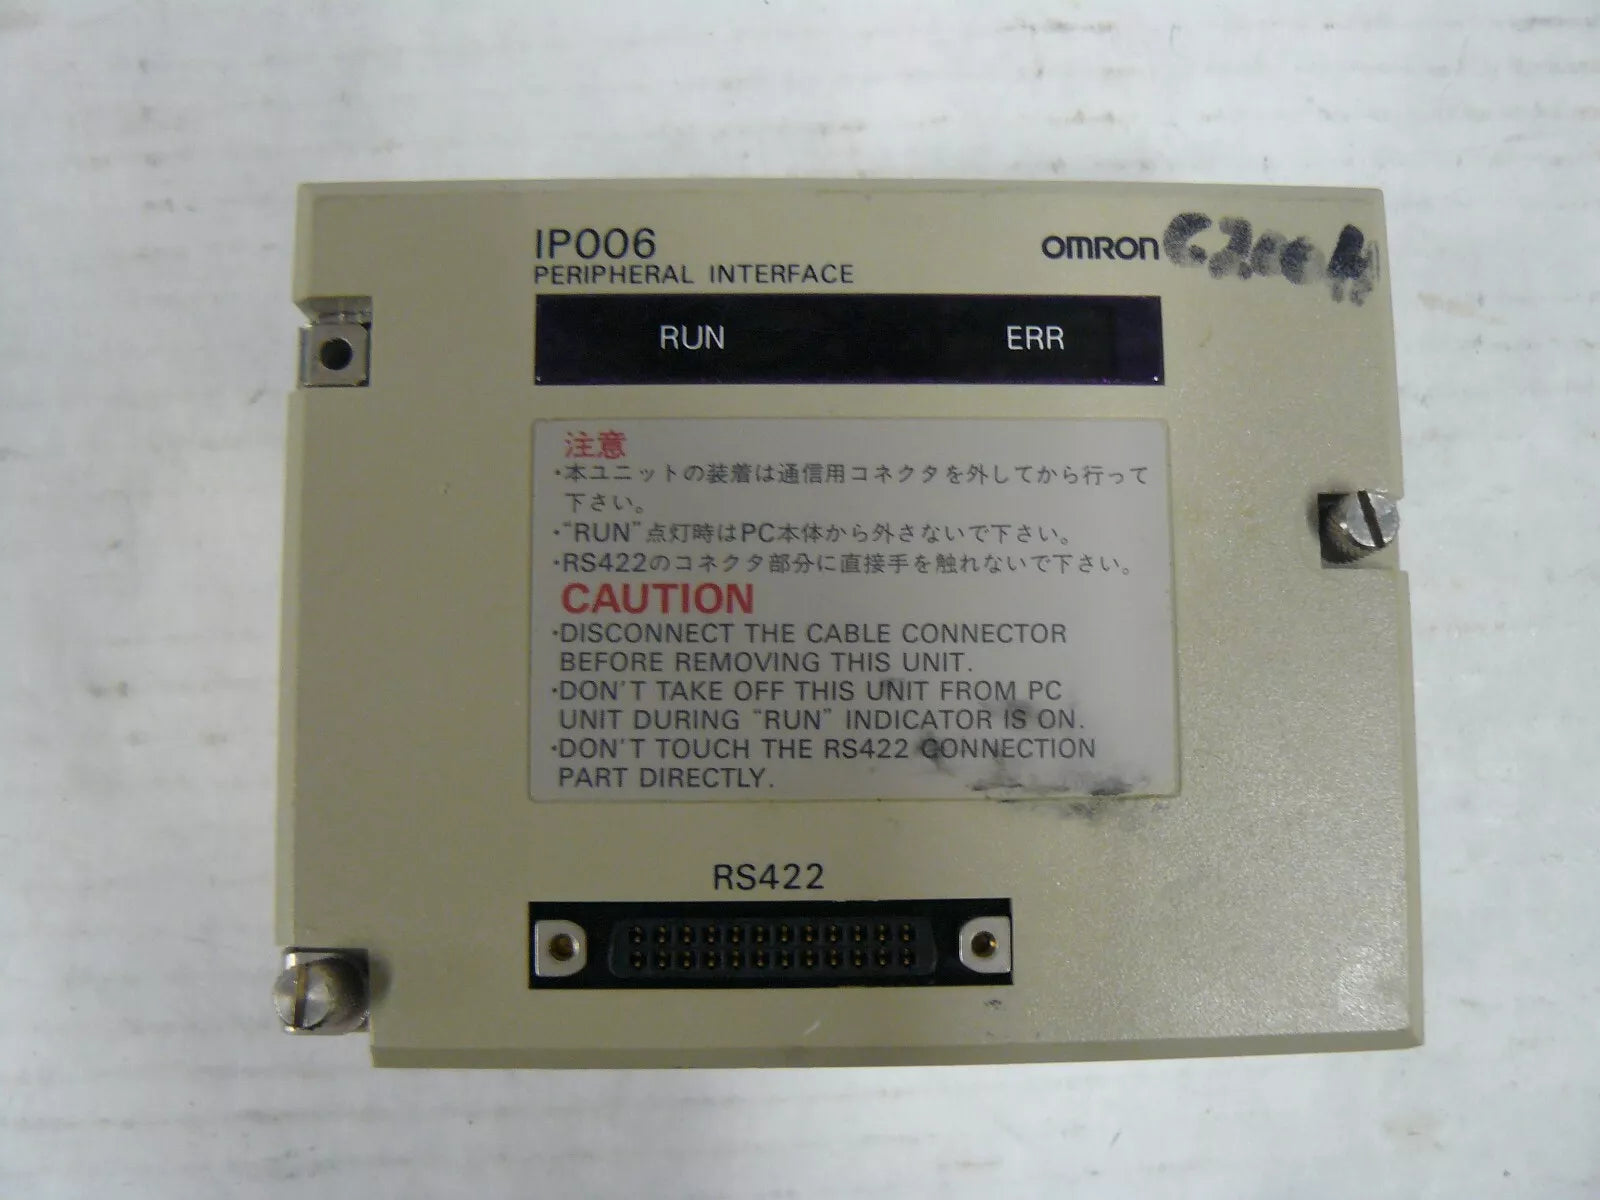 IP006
PERIPHERAL INTERFACE
OMRON
C200H
RUN ERR
注意
・本ユニットの装着は通信用コネクタを外してから行って
下さい。
・“RUN”点灯時はPC本体から外さないで下さい。
・RS422のコネクタ部分に直接手を触れないで下さい。
CAUTION
・DISCONNECT THE CABLE CONNECTOR
BEFORE REMOVING THIS UNIT.
・DON'T TAKE OFF THIS UNIT FROM PC
UNIT DURING “RUN” INDICATOR IS ON.
・DON'T TOUCH THE RS422 CONNECTION
PART DIRECTLY.
RS422